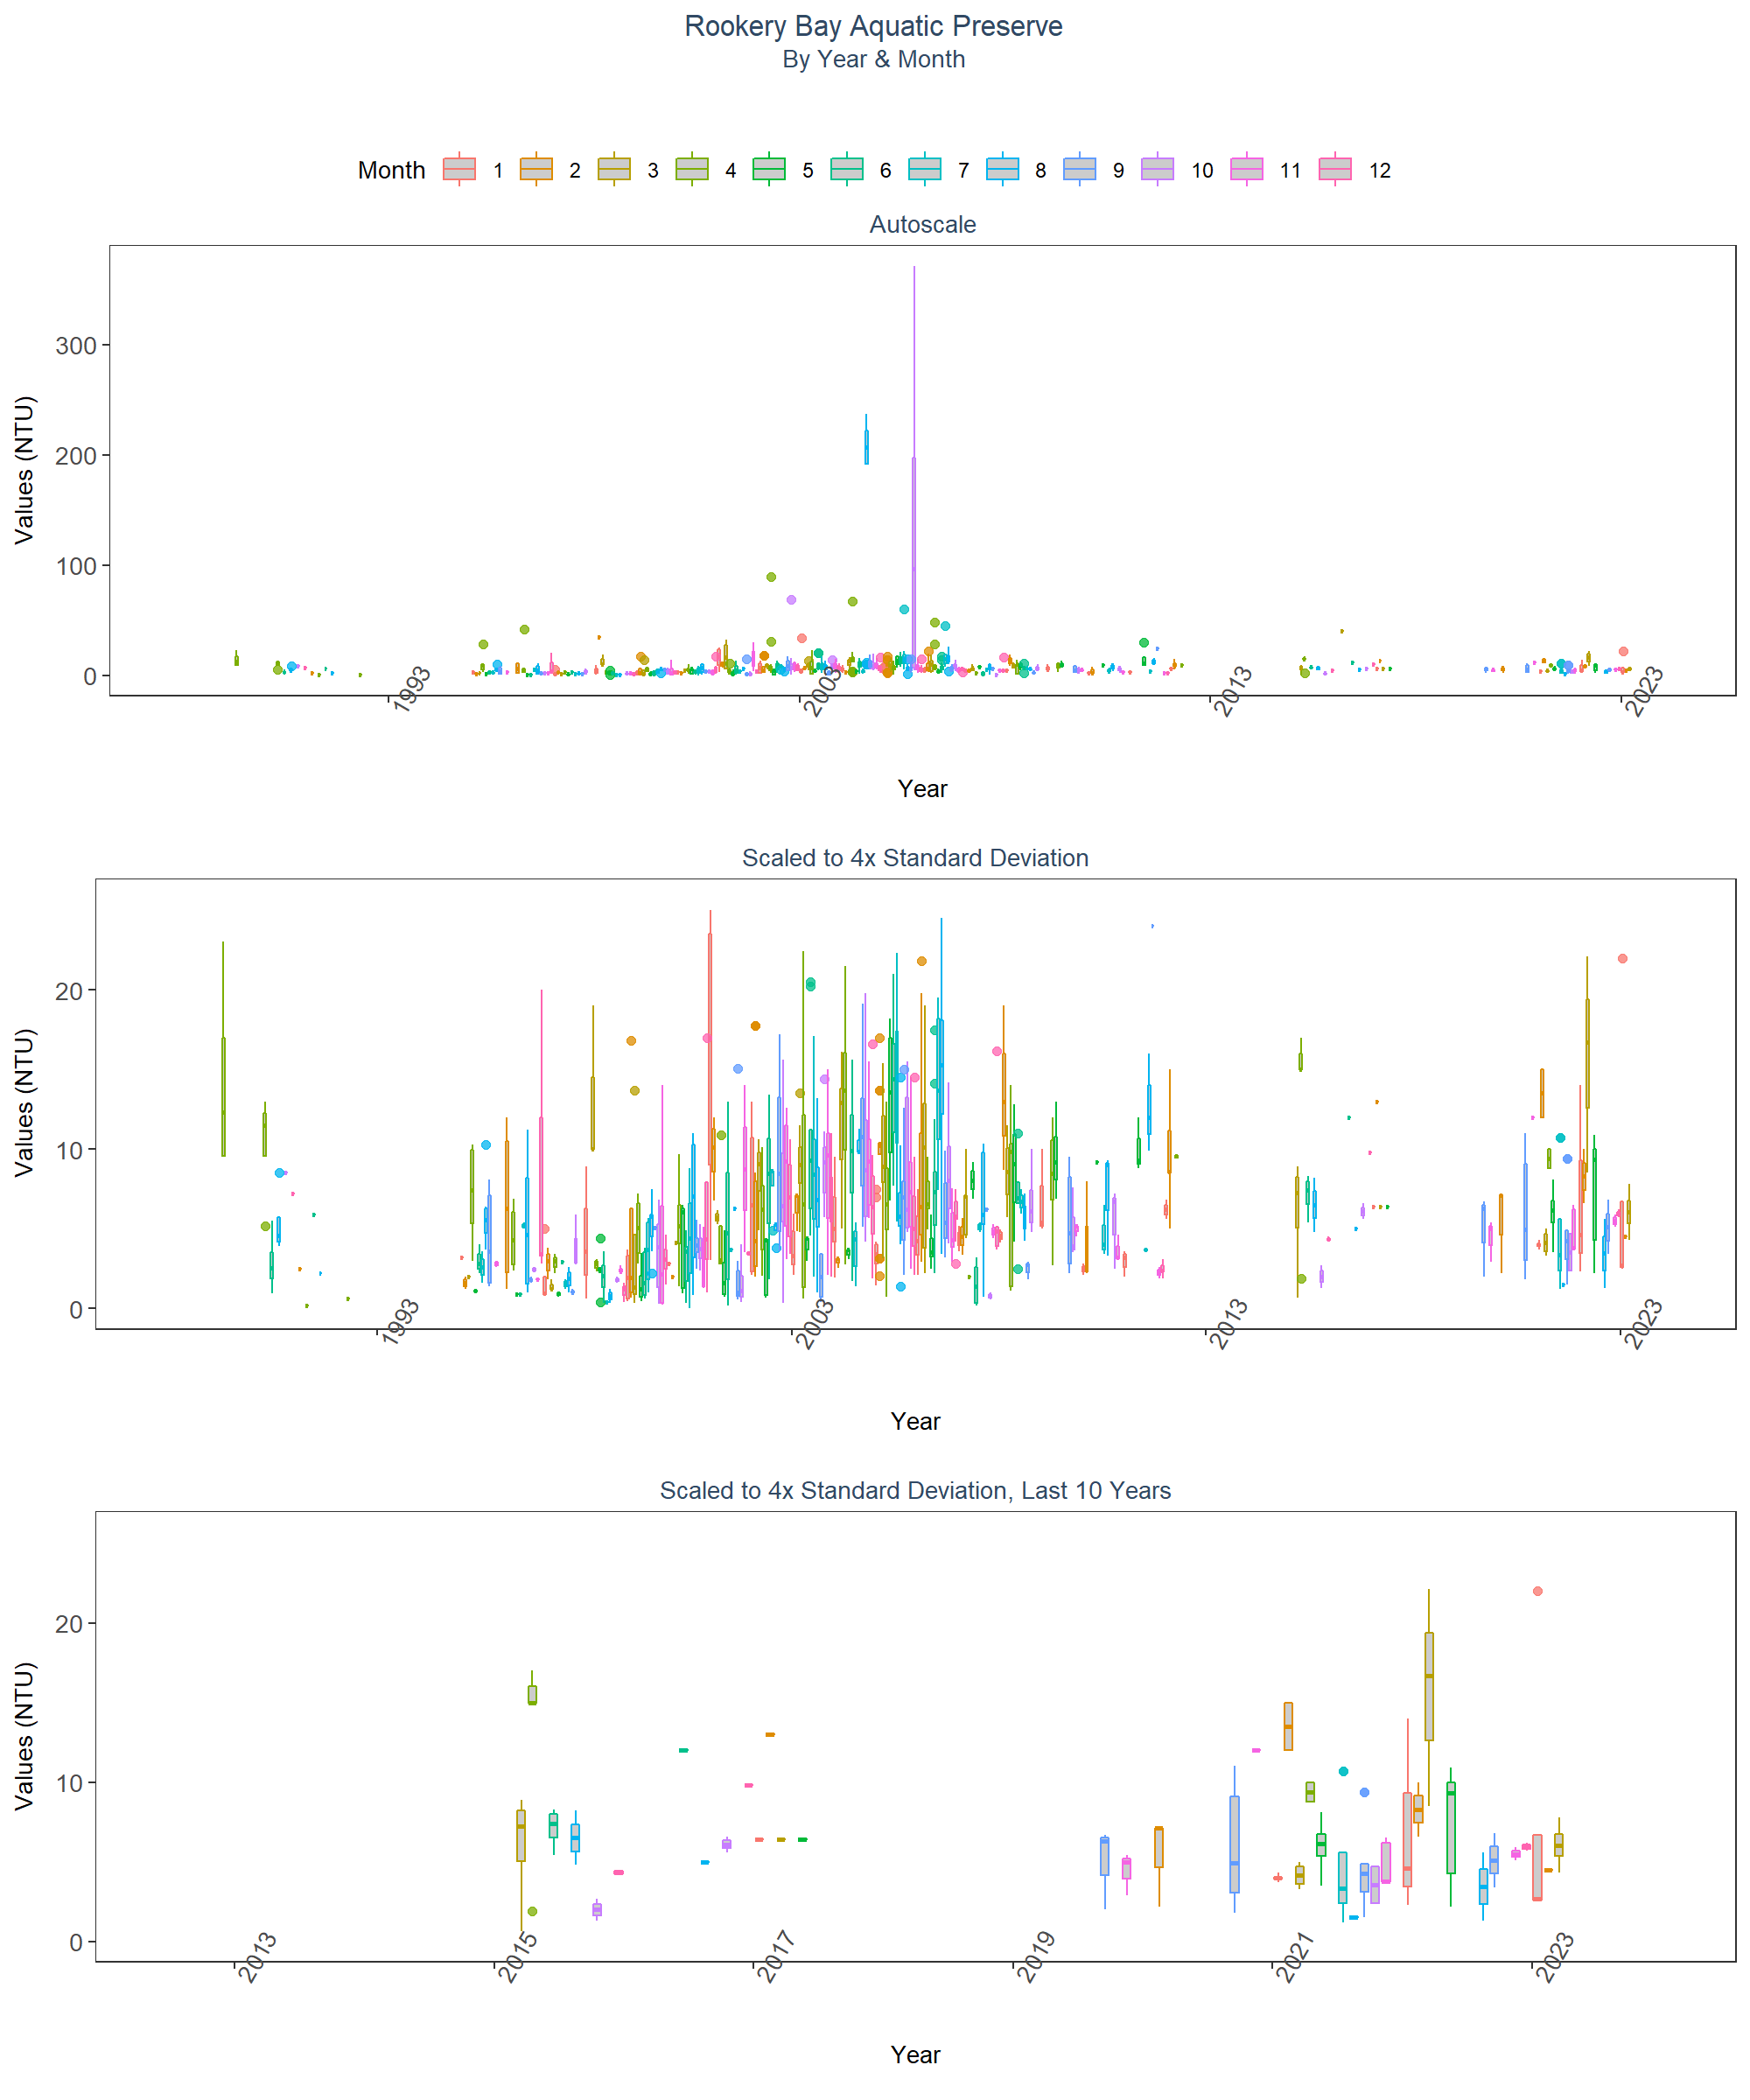 Rookery Bay Aquatic Preserve
By Year & Month
Month 1 2 3 4 5 6 7 8 9 10 11 12
Autoscale
Values (NTU)
300
200
100
0
1993 2003 2013 2023
Year
Scaled to 4x Standard Deviation
Values (NTU)
20
10
0
1993 2003 2013 2023
Year
Scaled to 4x Standard Deviation, Last 10 Years
Values (NTU)
20
10
0
2013 2015 2017 2019 2021 2023
Year